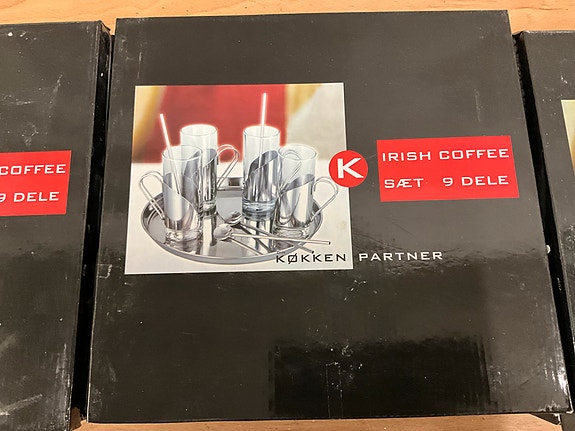 COFFEE
9 DELE
K
IRISH COFFEE
SÆT 9 DELE
KØKKEN PARTNER